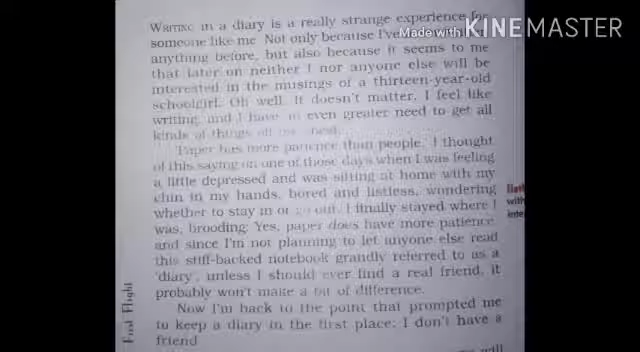 Made with KINEMASTER
WRITING in a diary is a really strange experience for
someone like me. Not only because I've
anything before, but also because it seems to me
that later on neither I nor anyone else will be
interested in the musings of a thirteen-year-old
schoolgirl. Oh well. It doesn't matter. I feel like
writing, and I have an even greater need to get all
kinds of things off my chest.
'Paper has more patience than people.' I thought
of this saying on one of those days when I was feeling
a little depressed and was sitting at home with my
chin in my hands, bored and listless, wondering
whether to stay in or go out. I finally stayed where I
was, brooding: Yes, paper does have more patience,
and since I'm not planning to let anyone else read
this stiff-backed notebook grandly referred to as a
'diary', unless I should ever find a real friend, it
probably won't make a bit of difference.
Now I'm back to the point that prompted me
to keep a diary in the first place: I don't have a
friend
will
with
First Flight